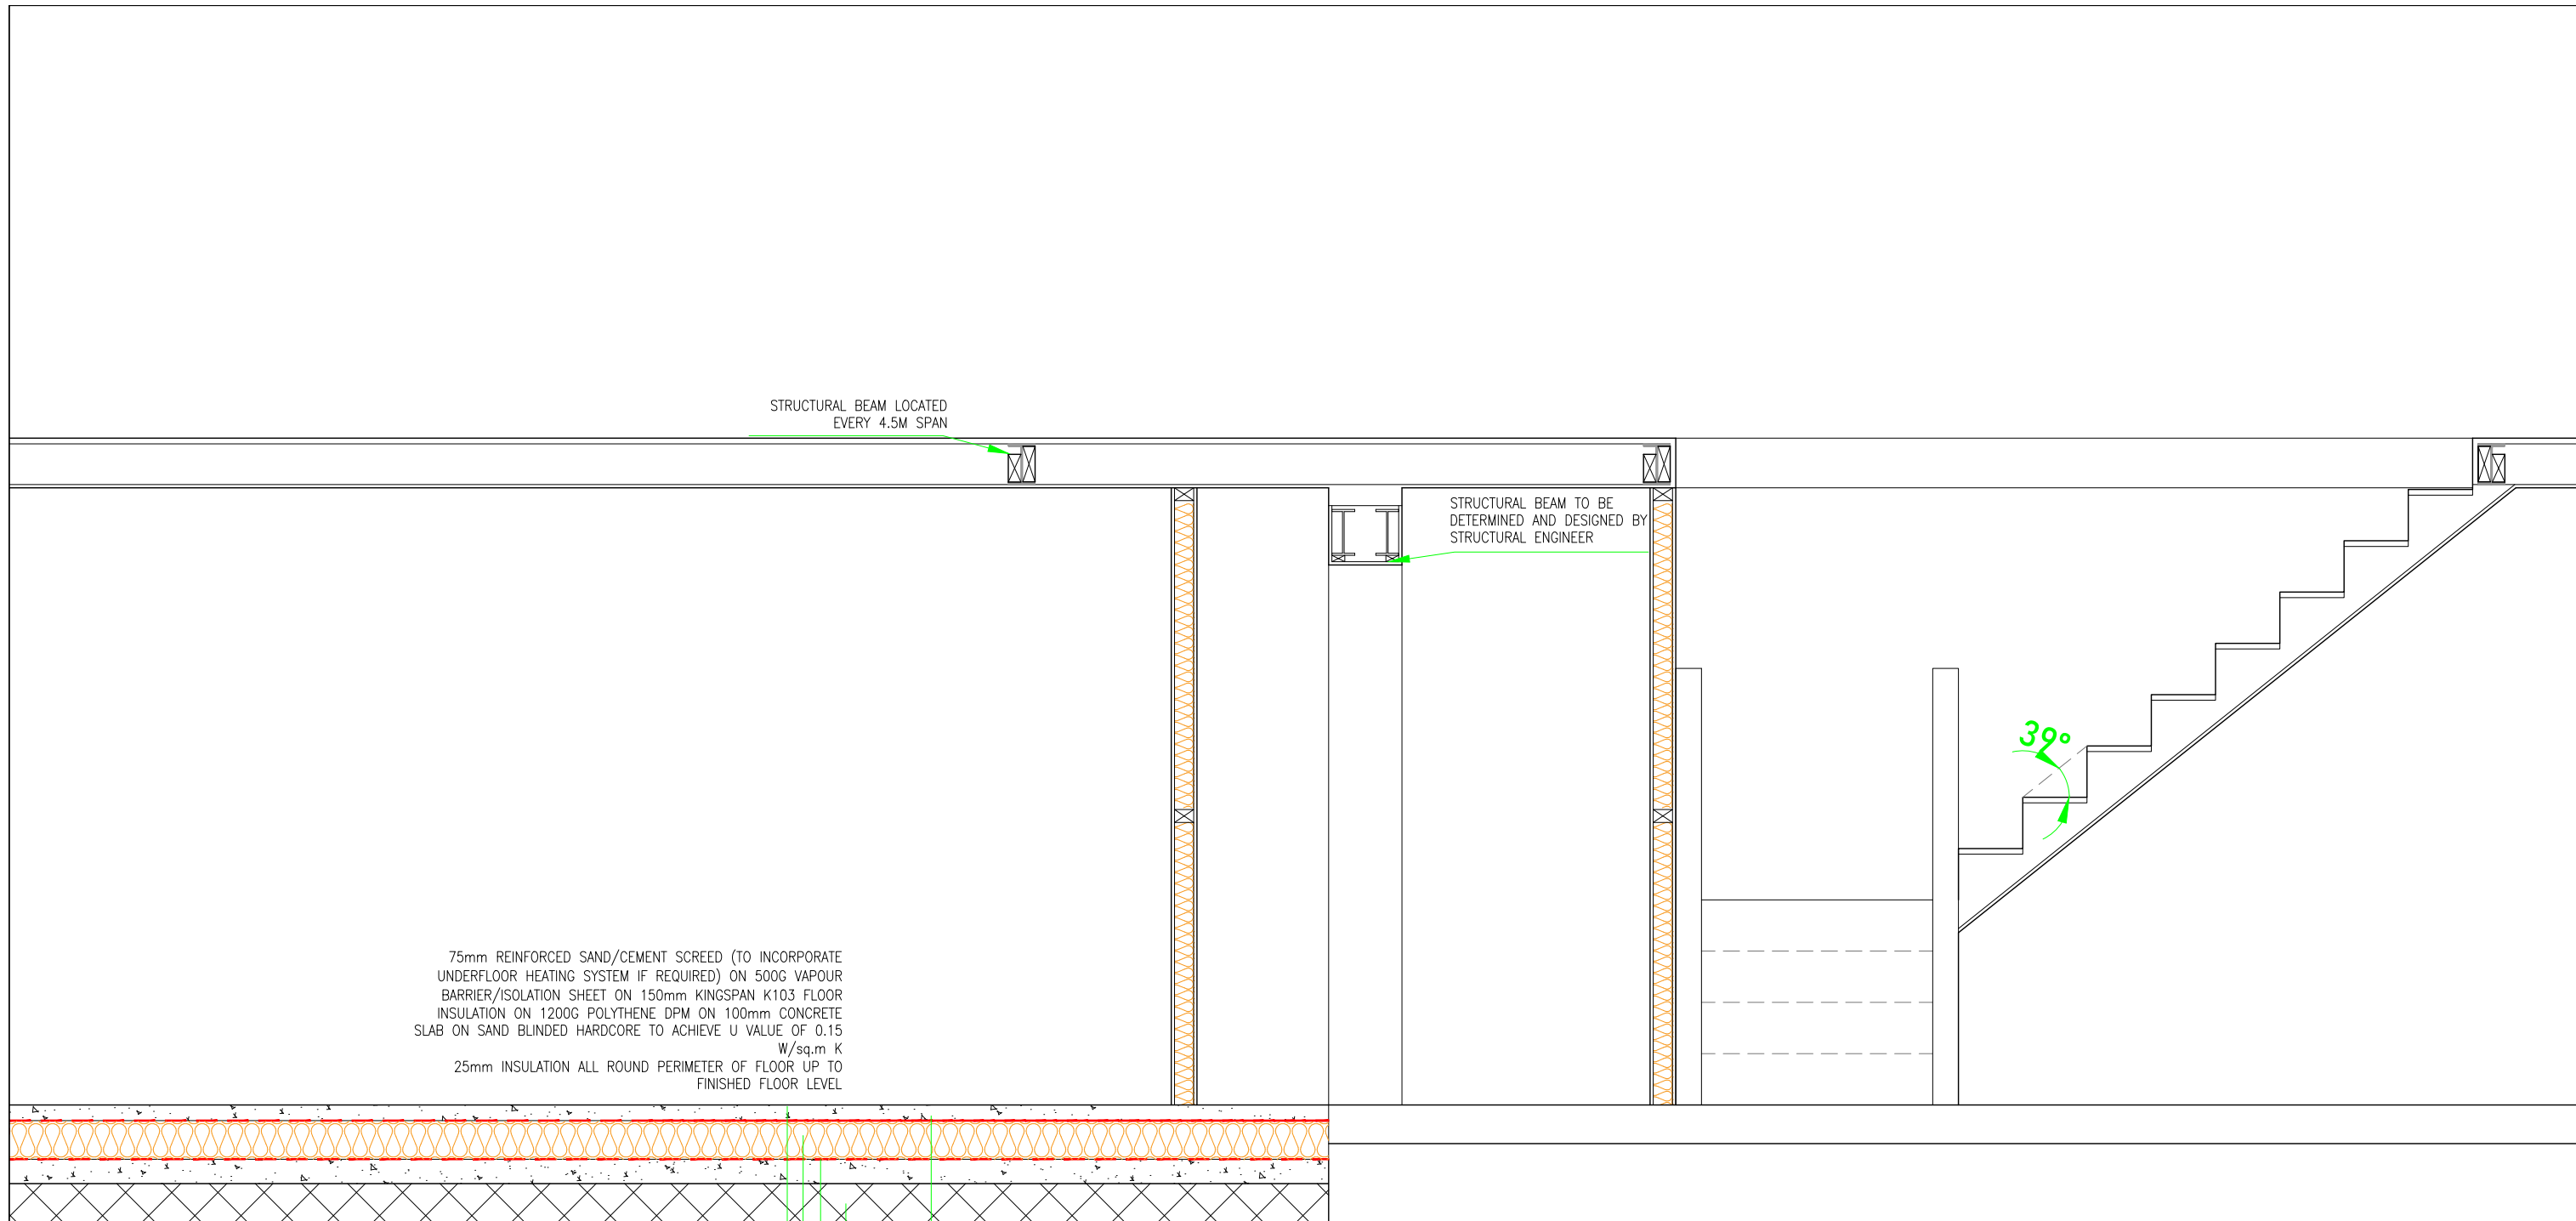 STRUCTURAL BEAM LOCATED
EVERY 4.5M SPAN
STRUCTURAL BEAM TO BE
DETERMINED AND DESIGNED BY
STRUCTURAL ENGINEER
39°
75mm REINFORCED SAND/CEMENT SCREED (TO INCORPORATE
UNDERFLOOR HEATING SYSTEM IF REQUIRED) ON 500G VAPOUR
BARRIER/ISOLATION SHEET ON 150mm KINGSPAN K103 FLOOR
INSULATION ON 1200G POLYTHENE DPM ON 100mm CONCRETE
SLAB ON SAND BLINDED HARDCORE TO ACHIEVE U VALUE OF 0.15
W/sq.m K
25mm INSULATION ALL ROUND PERIMETER OF FLOOR UP TO
FINISHED FLOOR LEVEL